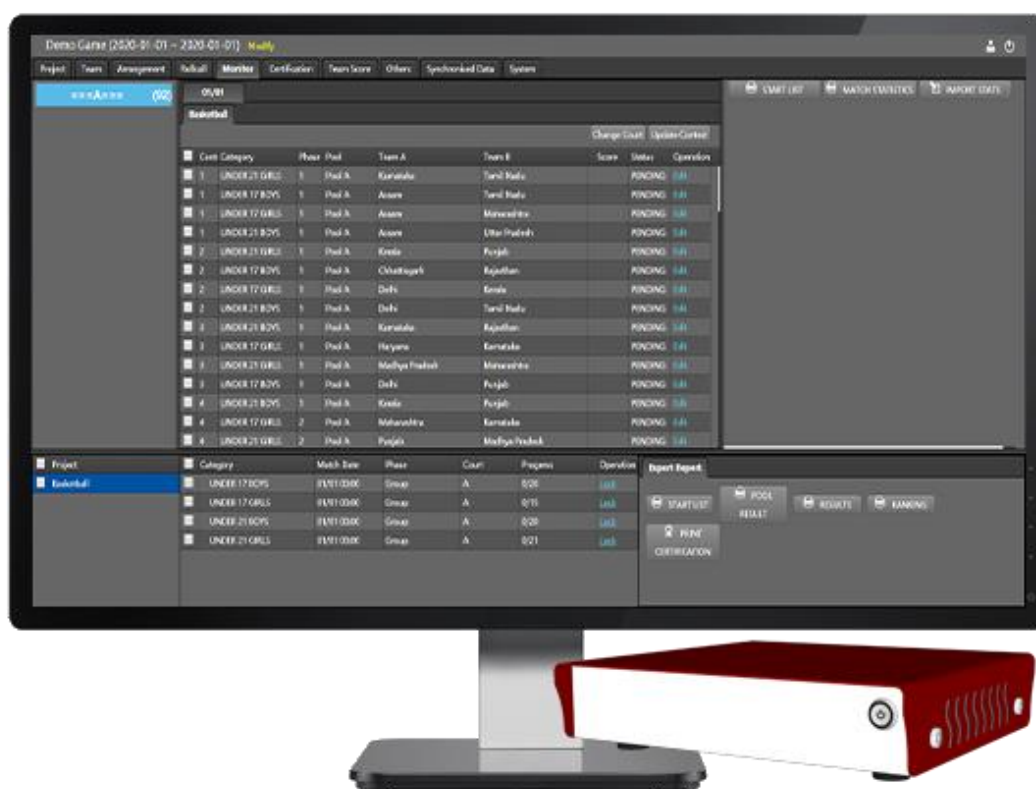 Demo Game (2020-01-01 ~ 2020-01-01) Modify
Project Team Arrangement Rollcall Monitor Certification Team Score Others Synchronised Data System
===A=== (92)
01/01
START LIST MATCH STATISTICS IMPORT STATS
Basketball
Change Court Update Contest
Cont Category Phase Pool Team A Team B Score Status Operation
1 UNDER 21 GIRLS 1 Pool A Karnataka Tamil Nadu PENDING Edit
1 UNDER 17 BOYS 1 Pool A Assam Tamil Nadu PENDING Edit
1 UNDER 17 GIRLS 1 Pool A Assam Maharashtra PENDING Edit
1 UNDER 21 BOYS 1 Pool A Assam Uttar Pradesh PENDING Edit
2 UNDER 21 GIRLS 1 Pool A Kerala Punjab PENDING Edit
2 UNDER 17 BOYS 1 Pool A Chhattisgarh Rajasthan PENDING Edit
2 UNDER 17 GIRLS 1 Pool A Delhi Kerala PENDING Edit
2 UNDER 21 BOYS 1 Pool A Delhi Tamil Nadu PENDING Edit
3 UNDER 21 BOYS 1 Pool A Karnataka Rajasthan PENDING Edit
3 UNDER 17 GIRLS 1 Pool A Haryana Karnataka PENDING Edit
3 UNDER 21 GIRLS 1 Pool A Madhya Pradesh Maharashtra PENDING Edit
3 UNDER 17 BOYS 1 Pool A Delhi Punjab PENDING Edit
4 UNDER 21 BOYS 1 Pool A Kerala Punjab PENDING Edit
4 UNDER 17 GIRLS 2 Pool A Maharashtra Karnataka PENDING Edit
4 UNDER 21 GIRLS 2 Pool A Punjab Madhya Pradesh PENDING Edit
Project
Basketball
Category Match Date Phase Court Progress Operation
UNDER 17 BOYS 01/01 00:00 Group A 0/20 Lock
UNDER 17 GIRLS 01/01 00:00 Group A 0/15 Lock
UNDER 21 BOYS 01/01 00:00 Group A 0/20 Lock
UNDER 21 GIRLS 01/01 00:00 Group A 0/21 Lock
Export Report
STARTLIST POOL RESULT RESULTS RANKING
PRINT CERTIFICATION